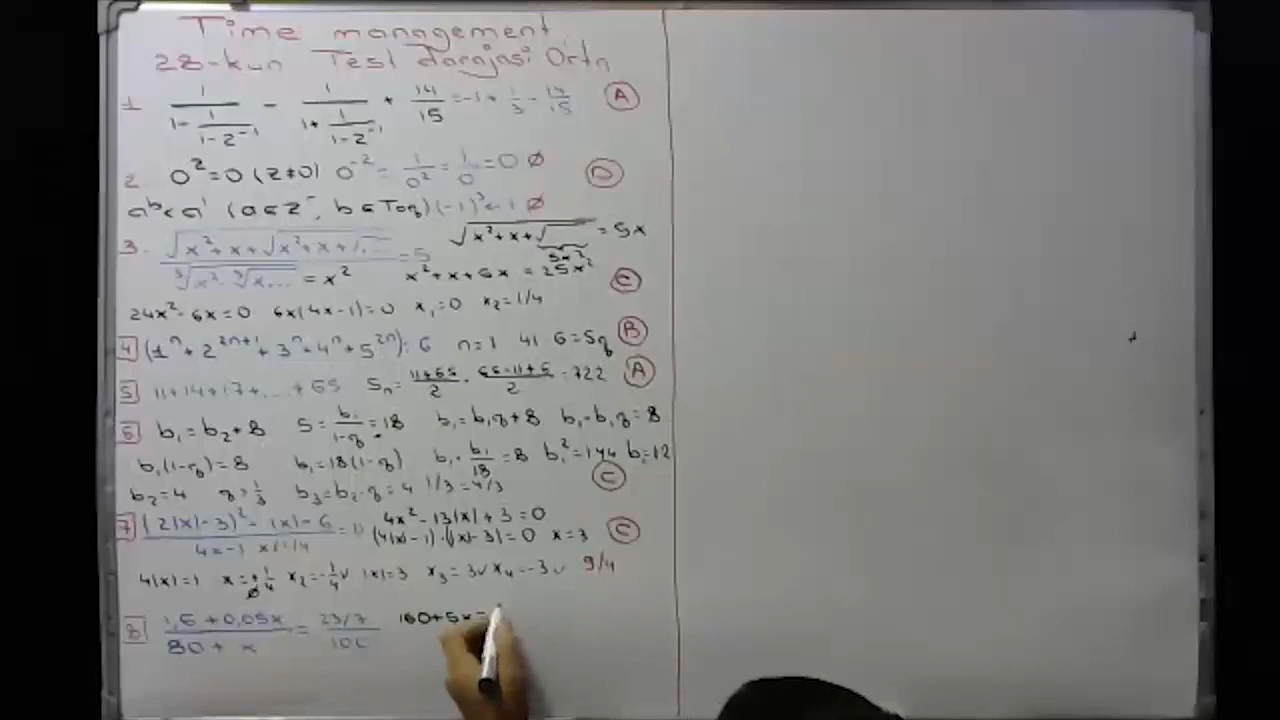 Time management
28-kun Test darajasi Orta
1. 1/(1-1/(1-2⁻¹)) - 1/(1+1/(1-2⁻¹)) + 14/15 = -1 + 1/3 - 14/15 A
2. 0² = 0 (2≠0) 0⁻² = 1/0² = 1/0 = 0 ∅ D
(-1)³ = -1 ∅
3. √(x²+x+√(x²+x+√... = 5 √(x²+x+√ = 5x
= x² 5x x²+x+5x = 25x² C
24x²-6x=0 6x(4x-1)=0 x₁=0 x₂=1/4
4 (1ⁿ + 2²ⁿ⁺¹ + 3ⁿ + 4ⁿ + 5²ⁿ) : 6 n=1 41 B
5 11+14+17+...+65 Sₙ = (11+65)/2 · = 722 A
6 b₁=b₂+8 S = b₁/(1-q) = 18 b₁=b₁q+8 b₁-b₁q=8
b₁(1-q)=8 b₁=18(1-q) b₁·b₁/18=8 b₁²=144 b₁=12
b₂=4 q=1/3 b₃=b₂·q=4 1/3=4/3 C
7 (2|x|-3)²-|x|-6 4x²-13|x|+3=0
(4|x|-1)·(|x|-3)=0 x=3 C
4|x|=1 x=+1/4 x₂=-1/4 v |x|=3 x₃=3 v x₄=-3 v 9/4
8 (1,6+0,05x)/(80+x) = 100 160+5x=